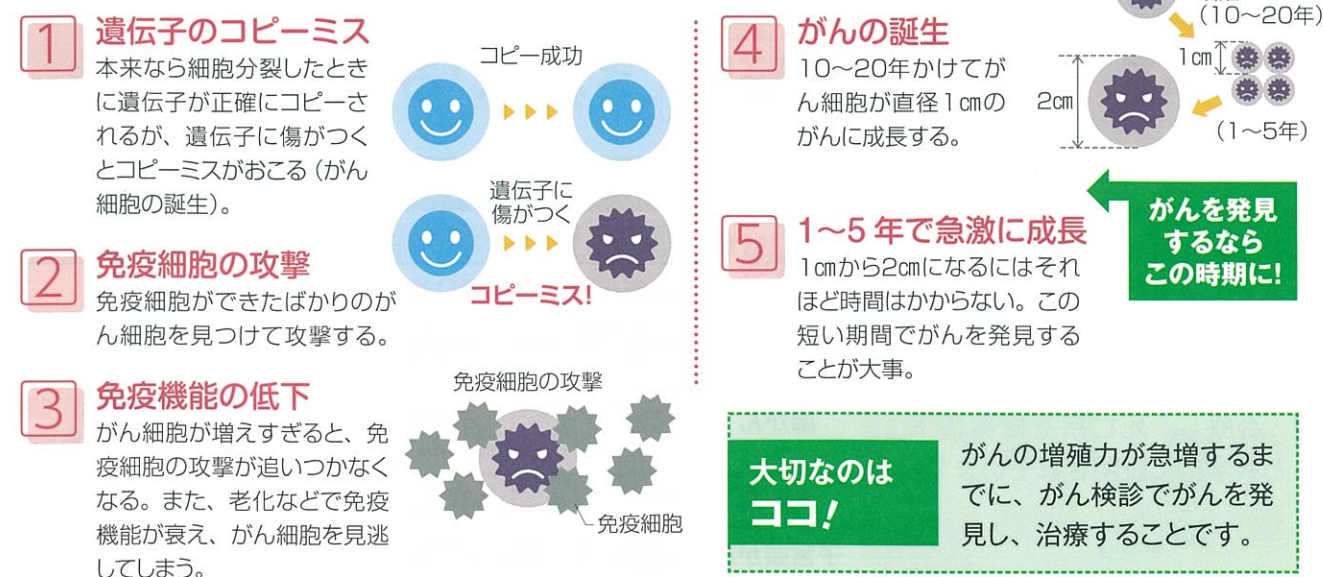 1 遺伝子のコピーミス
本来なら細胞分裂したとき
に遺伝子が正確にコピーさ
れるが、遺伝子に傷がつく
とコピーミスがおこる（がん
細胞の誕生）。
コピー成功
遺伝子に
傷がつく
コピーミス!
2 免疫細胞の攻撃
免疫細胞ができたばかりのが
ん細胞を見つけて攻撃する。
3 免疫機能の低下
がん細胞が増えすぎると、免
疫細胞の攻撃が追いつかなく
なる。また、老化などで免疫
機能が衰え、がん細胞を見逃
してしまう。
免疫細胞の攻撃
免疫細胞
4 がんの誕生
10～20年かけてが
ん細胞が直径1㎝の
がんに成長する。
(10～20年)
1㎝
2㎝
(1～5年)
5 1～5年で急激に成長
1㎝から2㎝になるにはそれ
ほど時間はかからない。この
短い期間でがんを発見する
ことが大事。
がんを発見
するなら
この時期に!
大切なのは
ココ!
がんの増殖力が急増するま
でに、がん検診でがんを発
見し、治療することです。